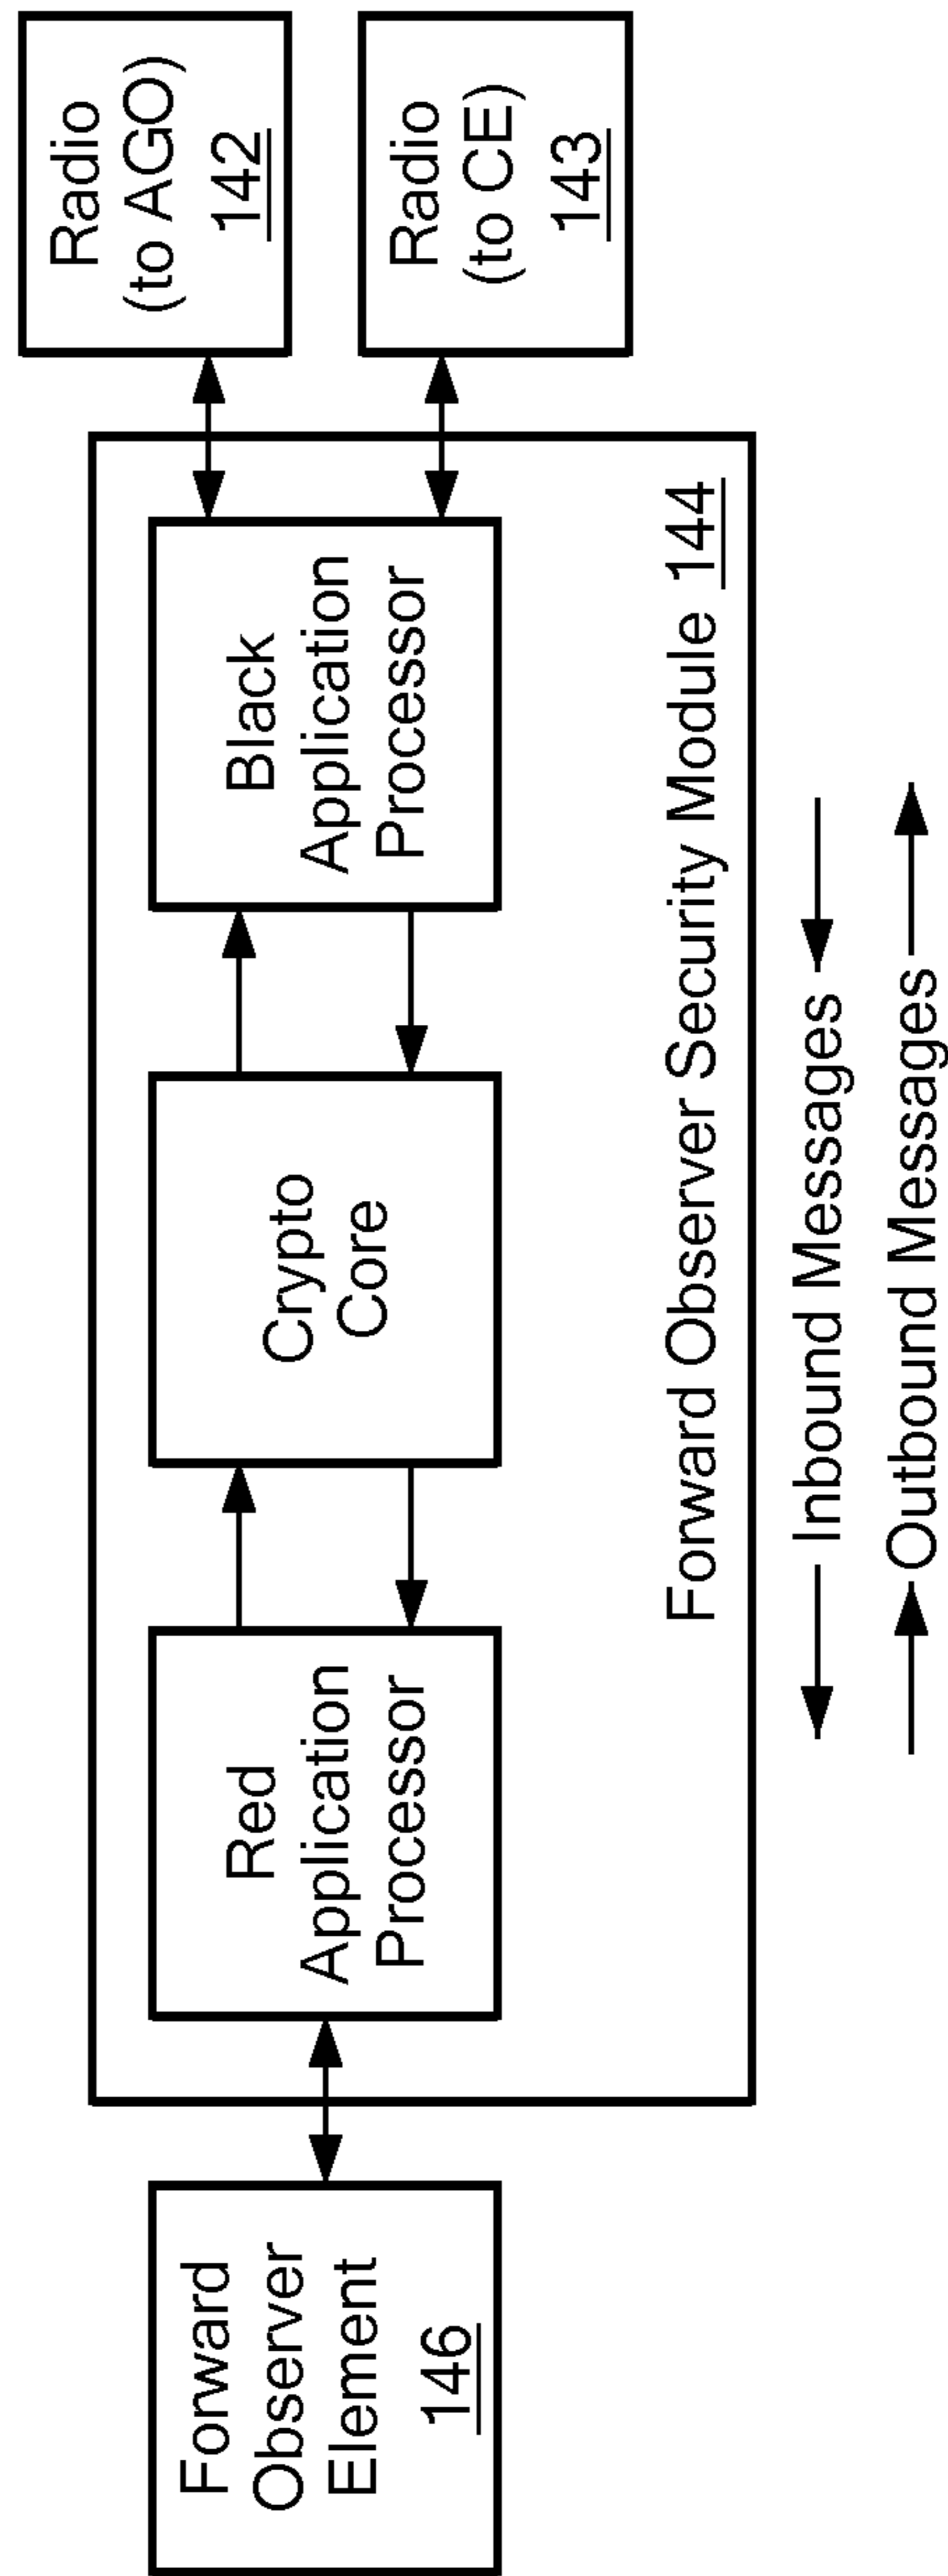 Forward
Observer
Element
146
Red
Application
Processor
Crypto
Core
Black
Application
Processor
Forward Observer Security Module 144
Radio
(to AGO)
142
Radio
(to CE)
143
Inbound Messages
Outbound Messages